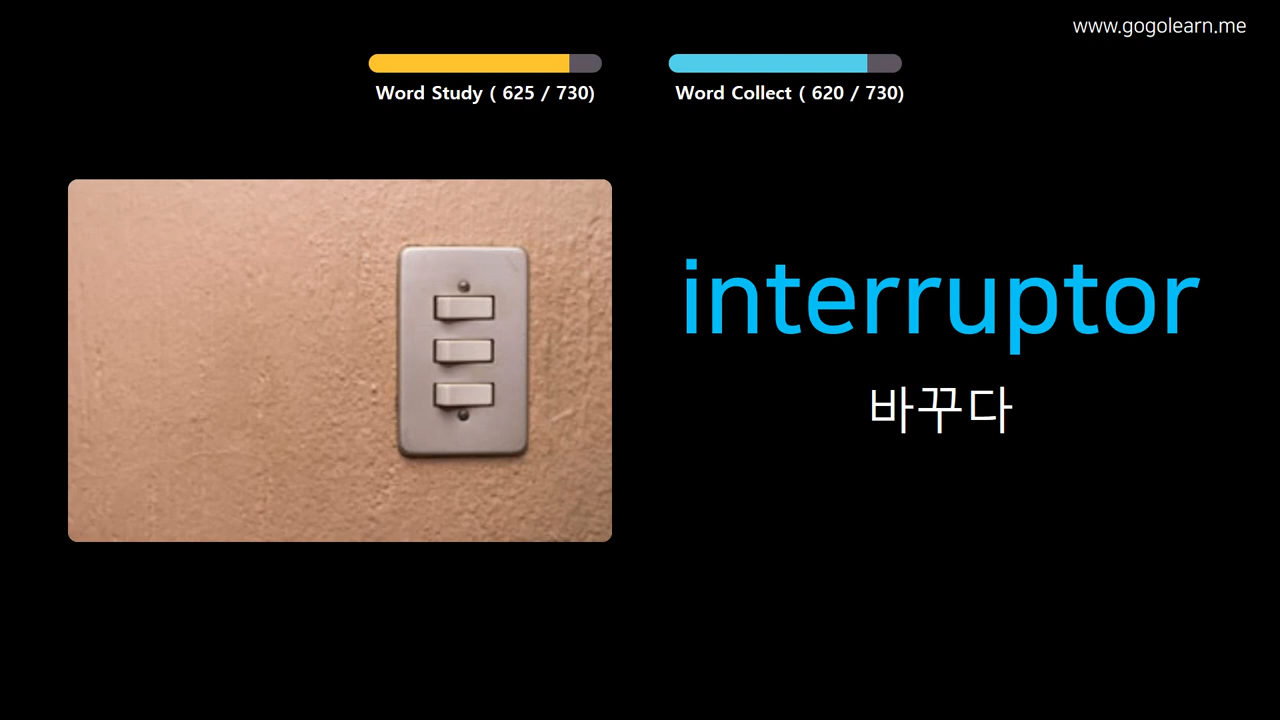 www.gogolearn.me
Word Study ( 625 / 730)
Word Collect ( 620 / 730)
interruptor
바꾸다